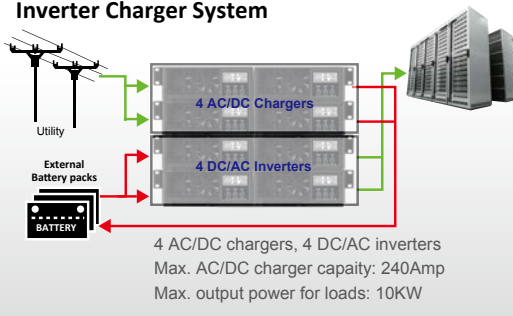 Inverter Charger System
4 AC/DC Chargers
Utility
4 DC/AC Inverters
External
Battery packs
BATTERY
4 AC/DC chargers, 4 DC/AC inverters
Max. AC/DC charger capaity: 240Amp
Max. output power for loads: 10KW